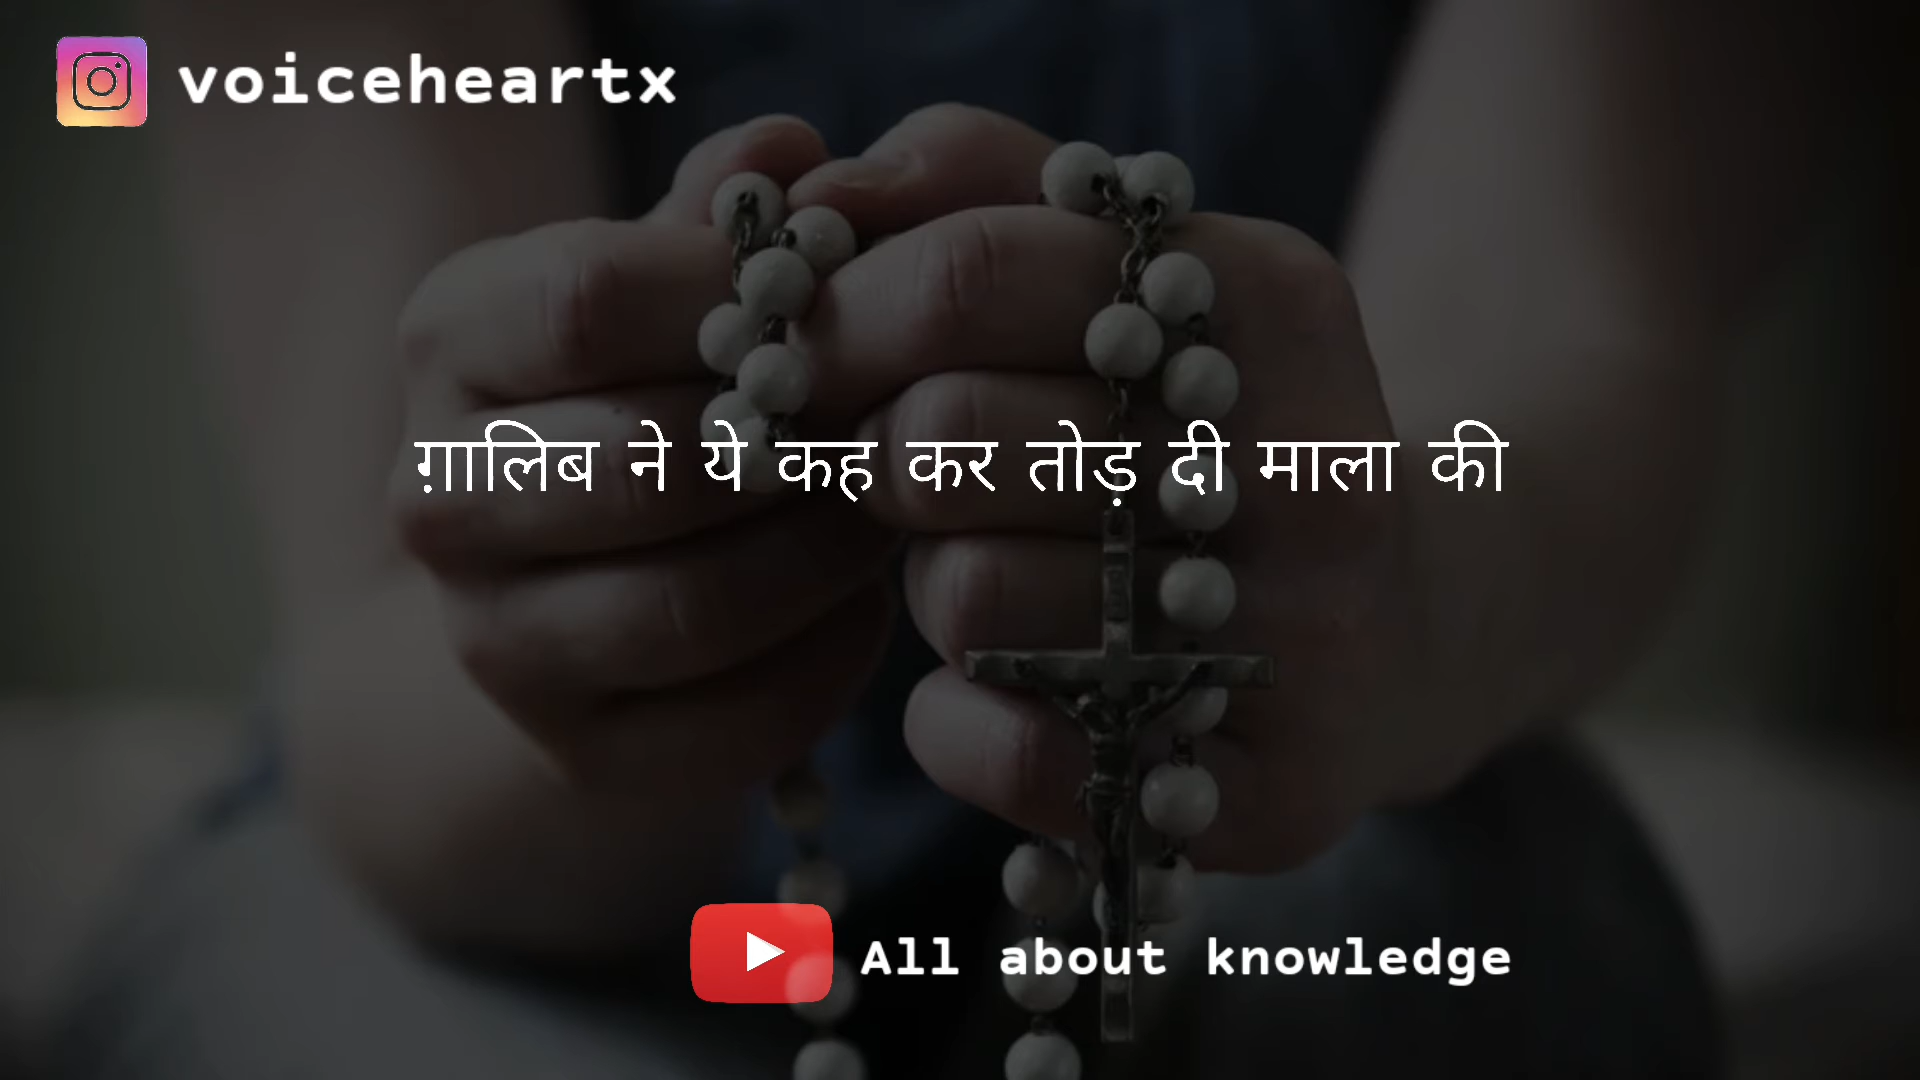 voiceheartx
ग़ालिब ने ये कह कर तोड़ दी माला की
All about knowledge